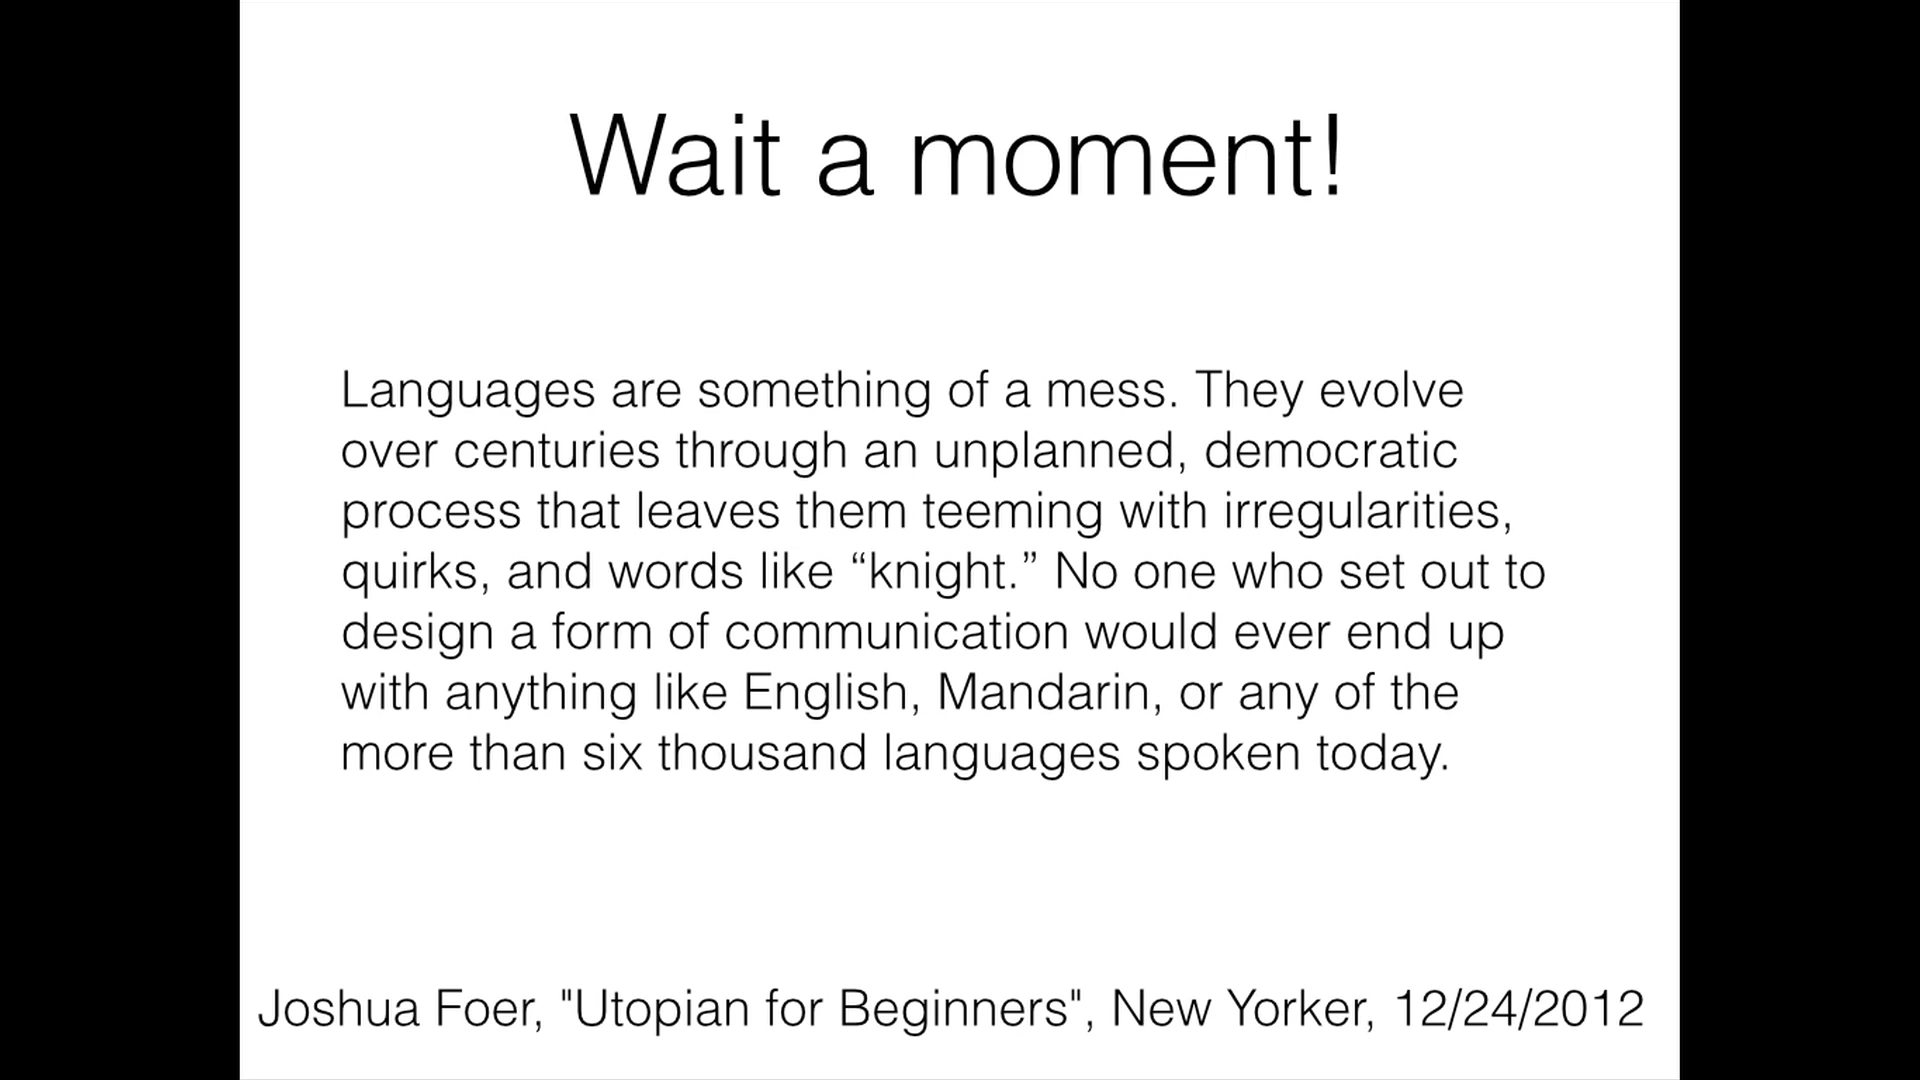 Wait a moment!
Languages are something of a mess. They evolve
over centuries through an unplanned, democratic
process that leaves them teeming with irregularities,
quirks, and words like “knight.” No one who set out to
design a form of communication would ever end up
with anything like English, Mandarin, or any of the
more than six thousand languages spoken today.
Joshua Foer, "Utopian for Beginners", New Yorker, 12/24/2012